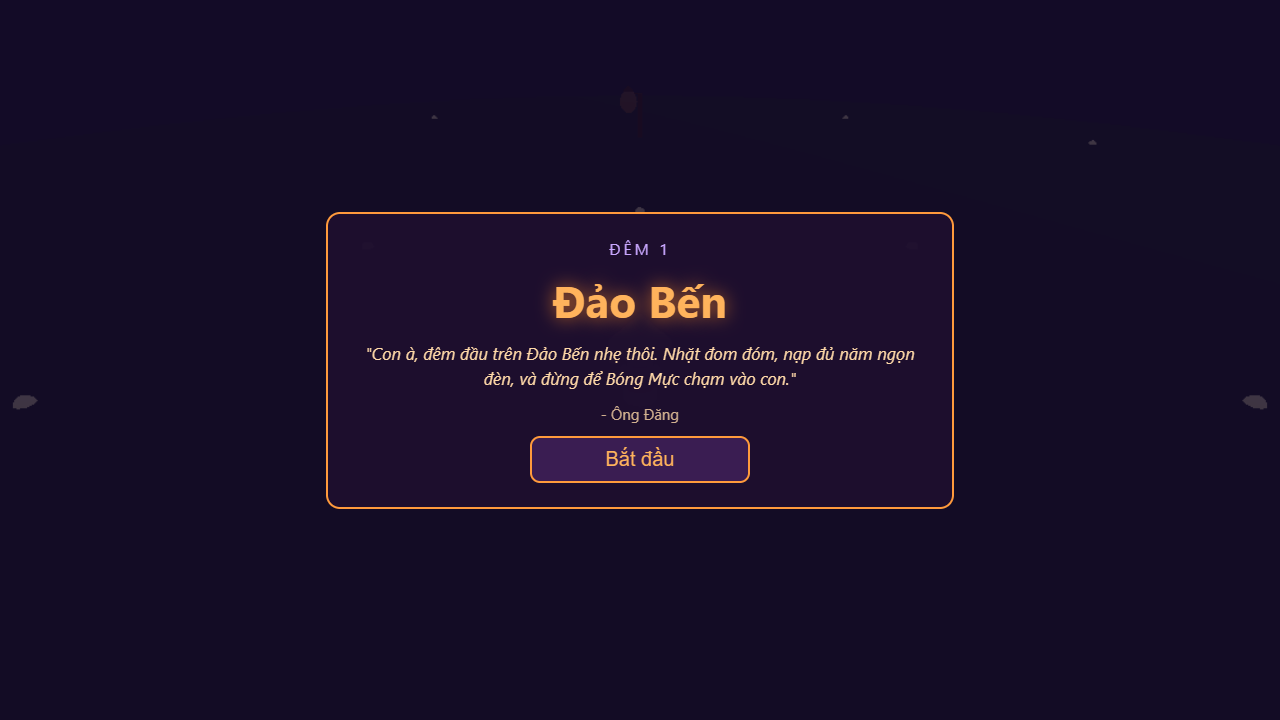 ĐÊM 1
Đảo Bến
"Con à, đêm đầu trên Đảo Bến nhẹ thôi. Nhặt đom đóm, nạp đủ năm ngọn
đèn, và đừng để Bóng Mực chạm vào con."
- Ông Đăng
Bắt đầu